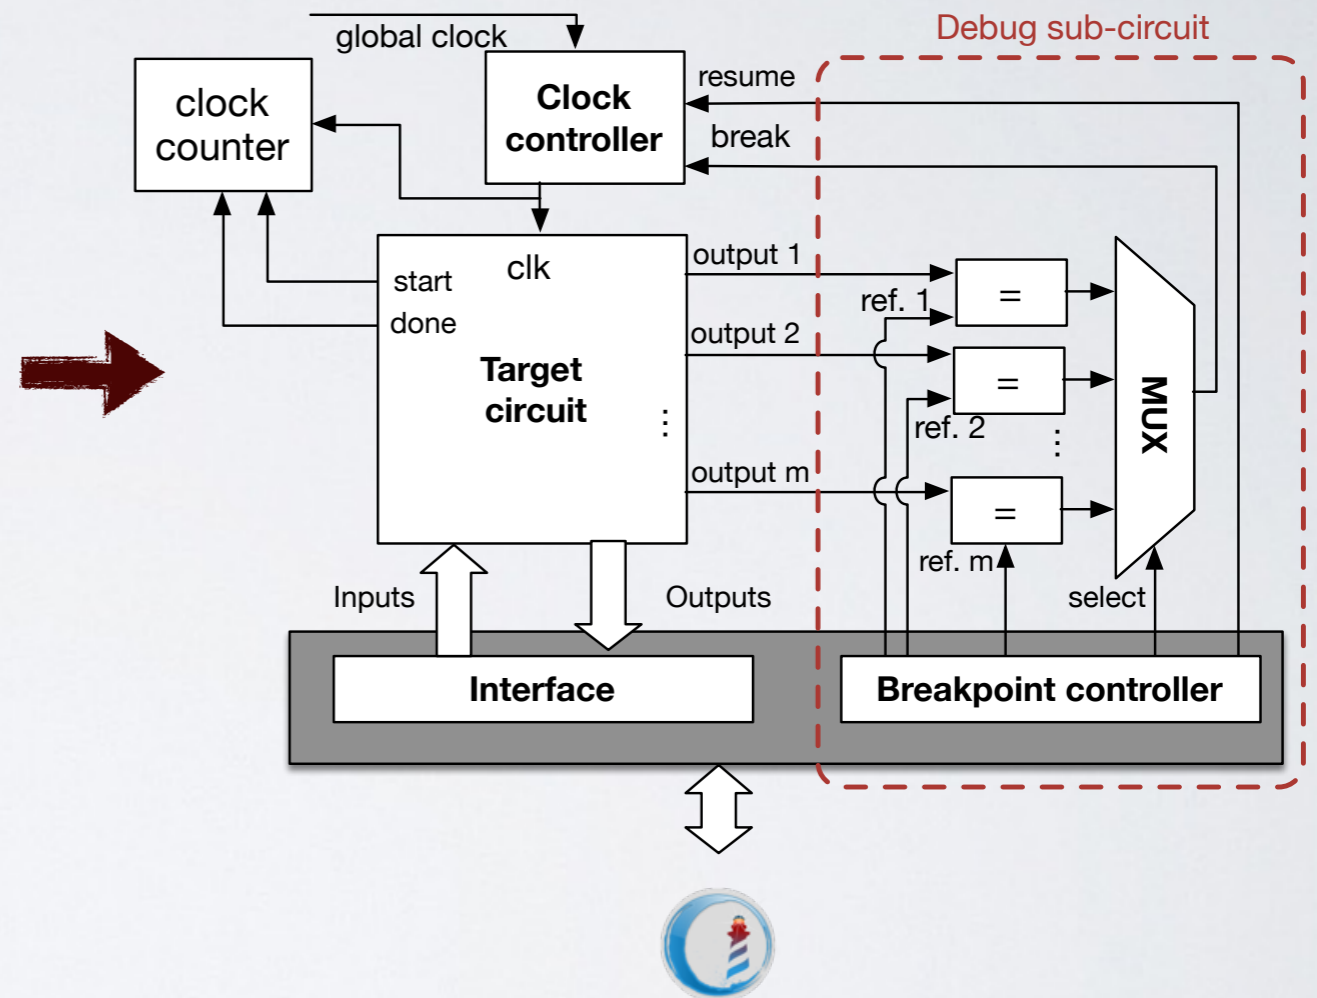 Debug sub-circuit
global clock
clock
counter
Clock
controller
resume
break
start
done
clk
Target
circuit
⋮
output 1
output 2
output m
ref. 1
=
ref. 2
=
⋮
ref. m
=
MUX
select
Inputs
Outputs
Interface
Breakpoint controller